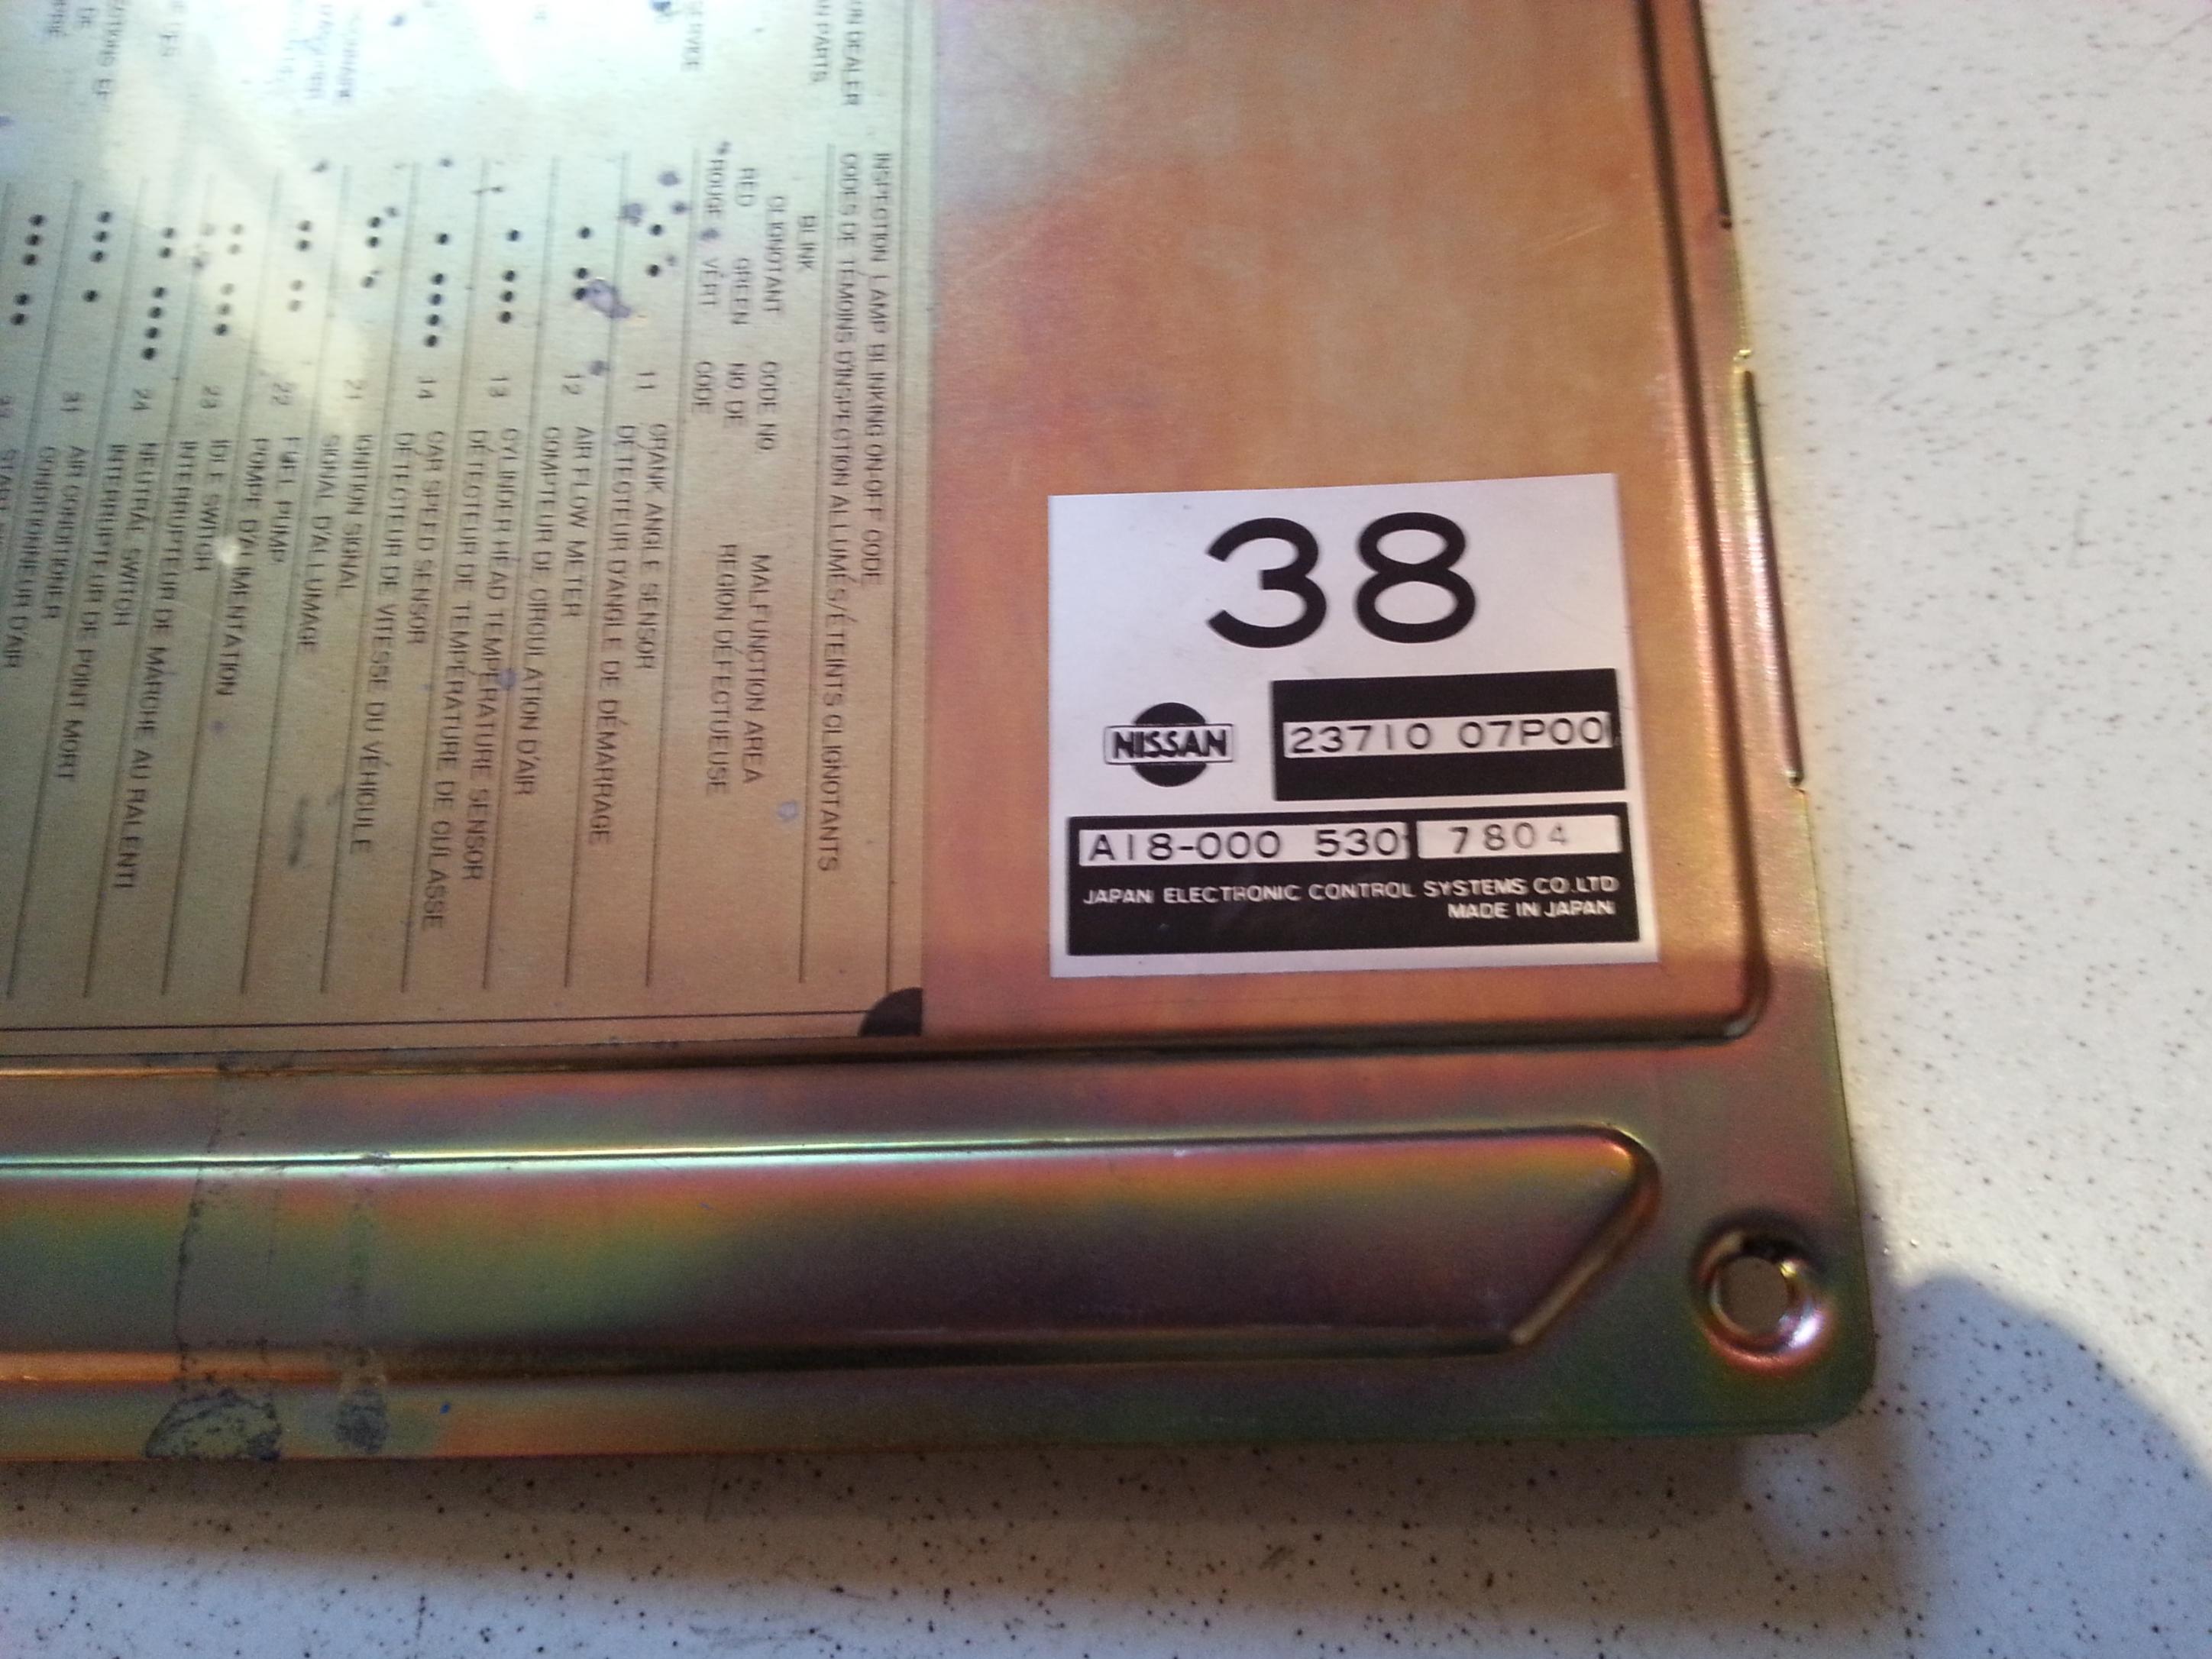 38
NISSAN
23710 07P00
A18-000 530 7804
JAPAN ELECTRONIC CONTROL SYSTEMS CO.LTD
MADE IN JAPAN
N DEALER
N PARTS
SERVICE
INSPECTION LAMP BLINKING ON-OFF CODE
CODES DE TÉMOINS D'INSPECTION ALLUMÉS/ÉTEINTS CLIGNOTANTS
BLINK
CLIGNOTANT
RED GREEN
ROUGE VERT
CODE NO
NO DE
CODE
MALFUNCTION AREA
REGION DÉFECTUEUSE
11 CRANK ANGLE SENSOR
DÉTECTEUR D'ANGLE DE DÉMARRAGE
12 AIR FLOW METER
COMPTEUR DE CIRCULATION D'AIR
13 CYLINDER HEAD TEMPERATURE SENSOR
DÉTECTEUR DE TEMPÉRATURE DE CULASSE
14 CAR SPEED SENSOR
DÉTECTEUR DE VITESSE DU VÉHICULE
21 IGNITION SIGNAL
SIGNAL D'ALLUMAGE
22 FUEL PUMP
POMPE D'ALIMENTATION
23 IDLE SWITCH
INTERRUPTEUR DE MARCHE AU RALENTI
24 NEUTRAL SWITCH
INTERRUPTEUR DE POINT MORT
31 AIR CONDITIONER
CONDITIONNEUR D'AIR